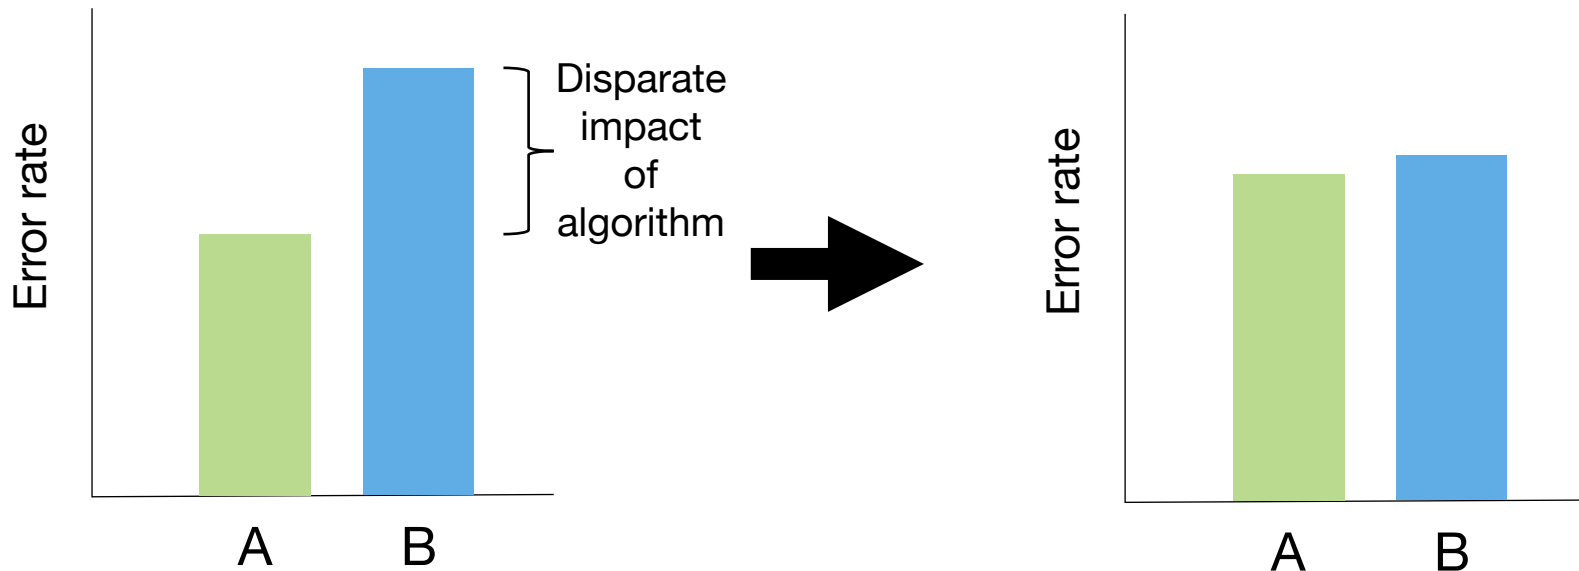 Error rate
Disparate
impact
of
algorithm
A
B
Error rate
A
B